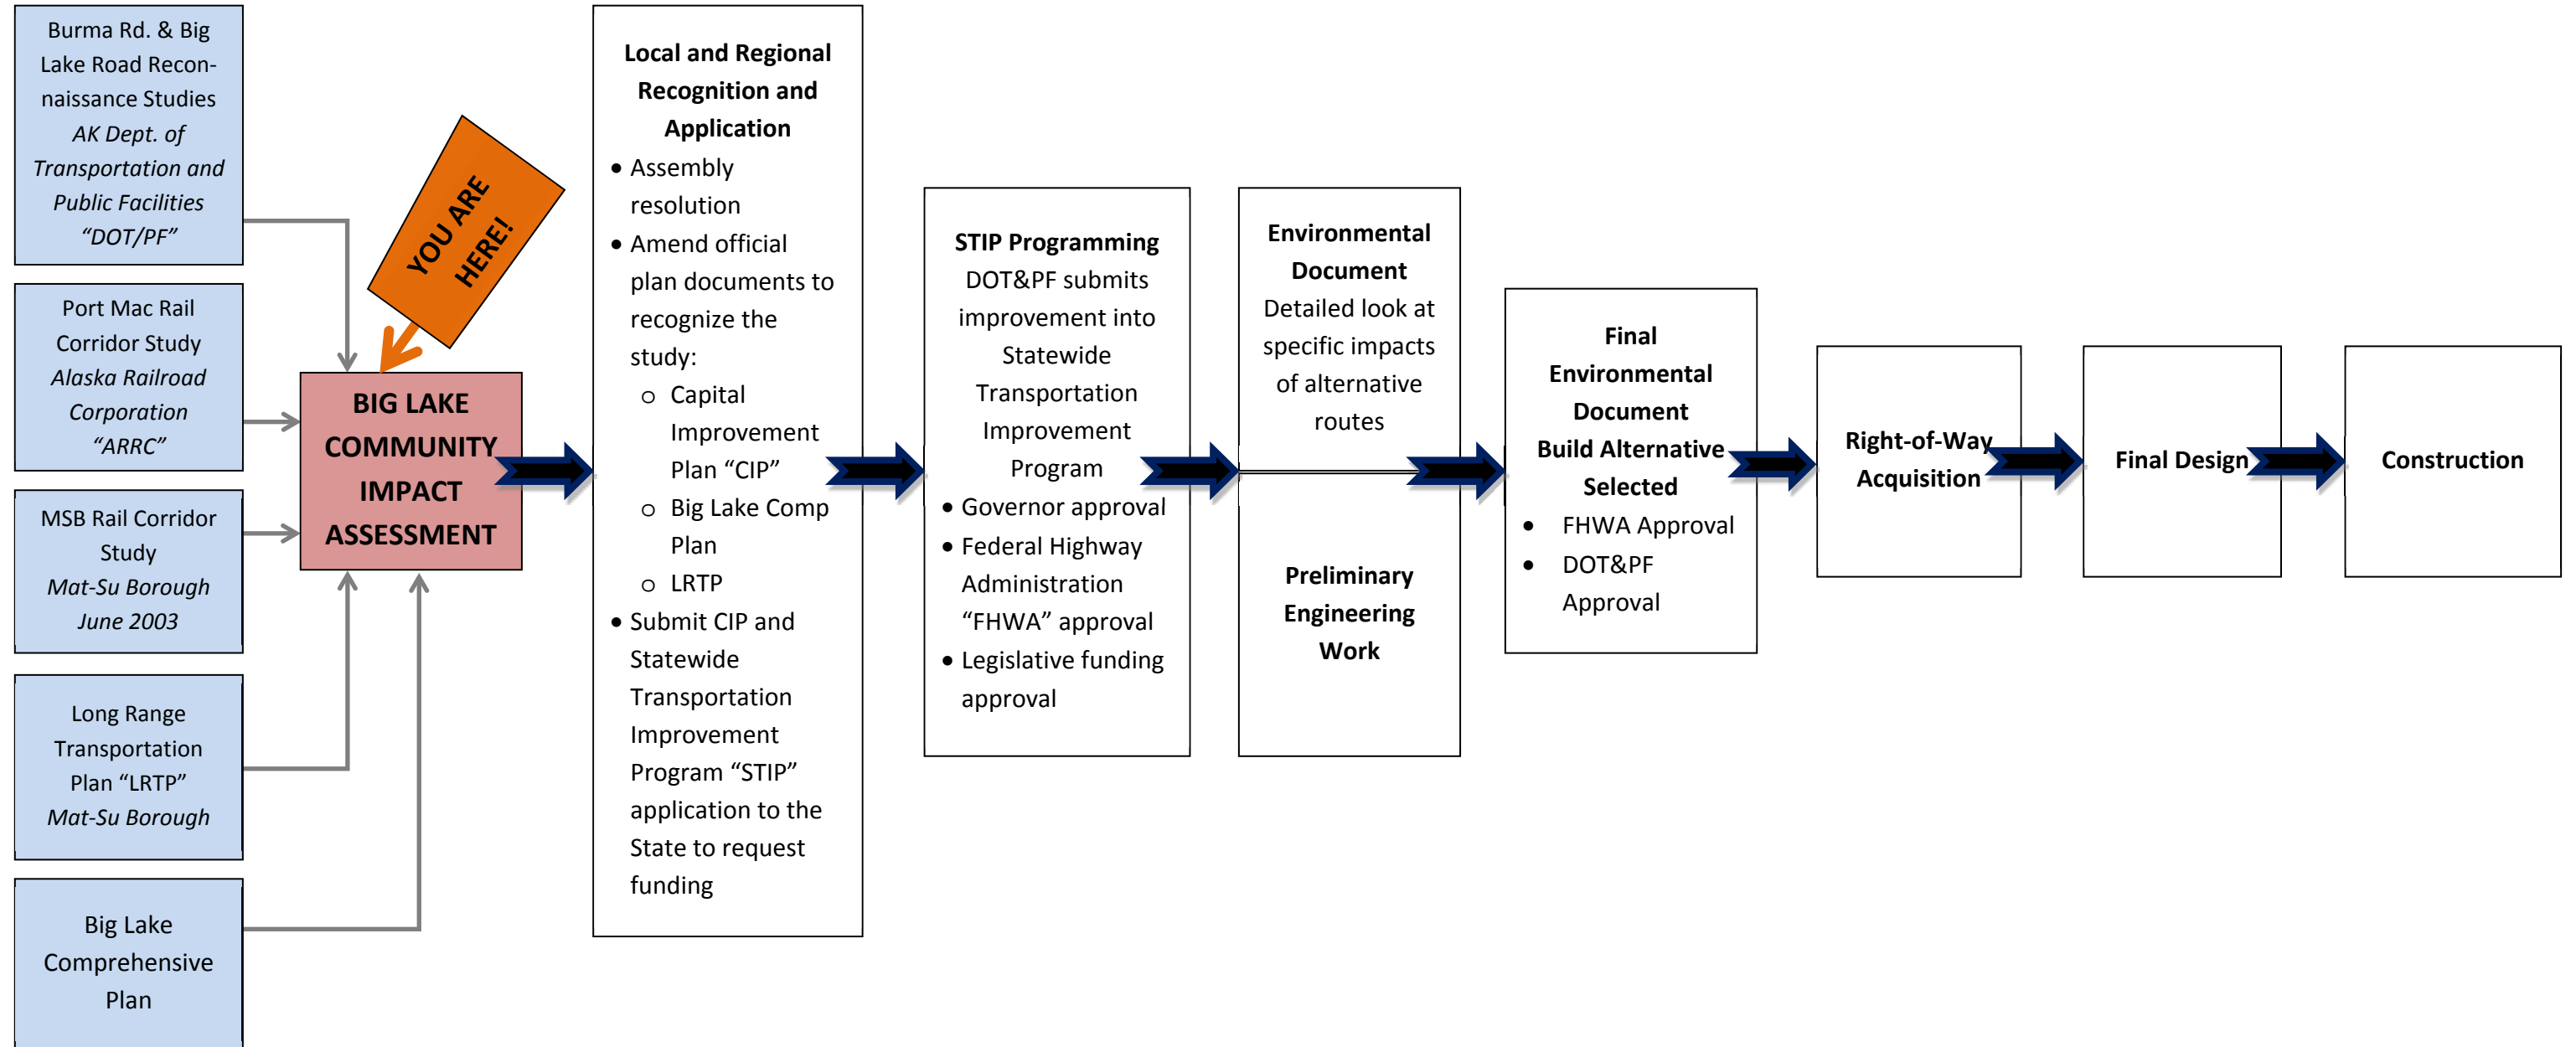 Burma Rd. & Big
Lake Road Recon-
naissance Studies
AK Dept. of
Transportation and
Public Facilities
“DOT/PF”
Port Mac Rail
Corridor Study
Alaska Railroad
Corporation
“ARRC”
MSB Rail Corridor
Study
Mat-Su Borough
June 2003
Long Range
Transportation
Plan “LRTP”
Mat-Su Borough
Big Lake
Comprehensive
Plan
YOU ARE
HERE!
BIG LAKE
COMMUNITY
IMPACT
ASSESSMENT
Local and Regional
Recognition and
Application
• Assembly
resolution
• Amend official
plan documents to
recognize the
study:
o Capital
Improvement
Plan “CIP”
o Big Lake Comp
Plan
o LRTP
• Submit CIP and
Statewide
Transportation
Improvement
Program “STIP”
application to the
State to request
funding
STIP Programming
DOT&PF submits
improvement into
Statewide
Transportation
Improvement
Program
• Governor approval
• Federal Highway
Administration
“FHWA” approval
• Legislative funding
approval
Environmental
Document
Detailed look at
specific impacts
of alternative
routes
Preliminary
Engineering
Work
Final
Environmental
Document
Build Alternative
Selected
• FHWA Approval
• DOT&PF
Approval
Right-of-Way
Acquisition
Final Design
Construction